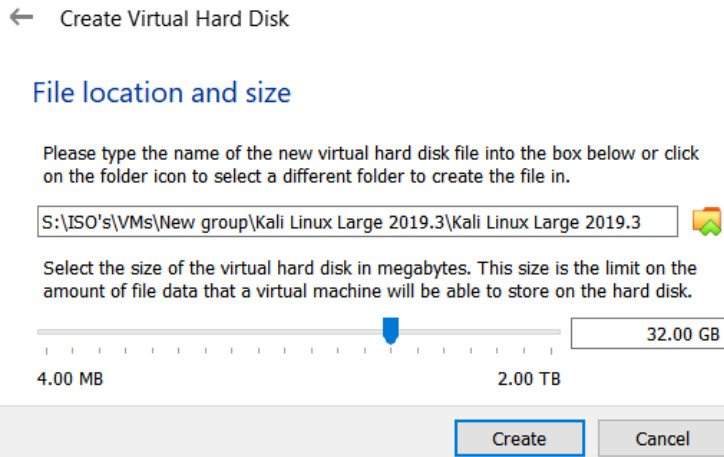 Create Virtual Hard Disk
File location and size
Please type the name of the new virtual hard disk file into the box below or click
on the folder icon to select a different folder to create the file in.
S:\ISO's\VMs\New group\Kali Linux Large 2019.3\Kali Linux Large 2019.3
Select the size of the virtual hard disk in megabytes. This size is the limit on the
amount of file data that a virtual machine will be able to store on the hard disk.
32.00 GB
4.00 MB 2.00 TB
Create Cancel